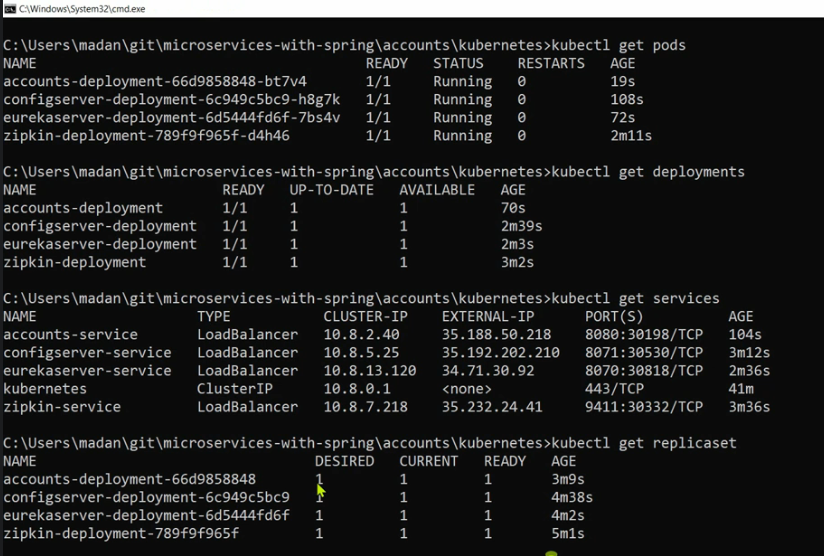 C:\Windows\System32\cmd.exe
C:\Users\madan\git\microservices-with-spring\accounts\kubernetes>kubectl get pods
NAME READY STATUS RESTARTS AGE
accounts-deployment-66d9858848-bt7v4 1/1 Running 0 19s
configserver-deployment-6c949c5bc9-h8g7k 1/1 Running 0 108s
eurekaserver-deployment-6d5444fd6f-7bs4v 1/1 Running 0 72s
zipkin-deployment-789f9f965f-d4h46 1/1 Running 0 2m11s
C:\Users\madan\git\microservices-with-spring\accounts\kubernetes>kubectl get deployments
NAME READY UP-TO-DATE AVAILABLE AGE
accounts-deployment 1/1 1 1 70s
configserver-deployment 1/1 1 1 2m39s
eurekaserver-deployment 1/1 1 1 2m3s
zipkin-deployment 1/1 1 1 3m2s
C:\Users\madan\git\microservices-with-spring\accounts\kubernetes>kubectl get services
NAME TYPE CLUSTER-IP EXTERNAL-IP PORT(S) AGE
accounts-service LoadBalancer 10.8.2.40 35.188.50.218 8080:30198/TCP 104s
configserver-service LoadBalancer 10.8.5.25 35.192.202.210 8071:30530/TCP 3m12s
eurekaserver-service LoadBalancer 10.8.13.120 34.71.30.92 8070:30818/TCP 2m36s
kubernetes ClusterIP 10.8.0.1 <none> 443/TCP 41m
zipkin-service LoadBalancer 10.8.7.218 35.232.24.41 9411:30332/TCP 3m36s
C:\Users\madan\git\microservices-with-spring\accounts\kubernetes>kubectl get replicaset
NAME DESIRED CURRENT READY AGE
accounts-deployment-66d9858848 1 1 1 3m9s
configserver-deployment-6c949c5bc9 1 1 1 4m38s
eurekaserver-deployment-6d5444fd6f 1 1 1 4m2s
zipkin-deployment-789f9f965f 1 1 1 5m1s